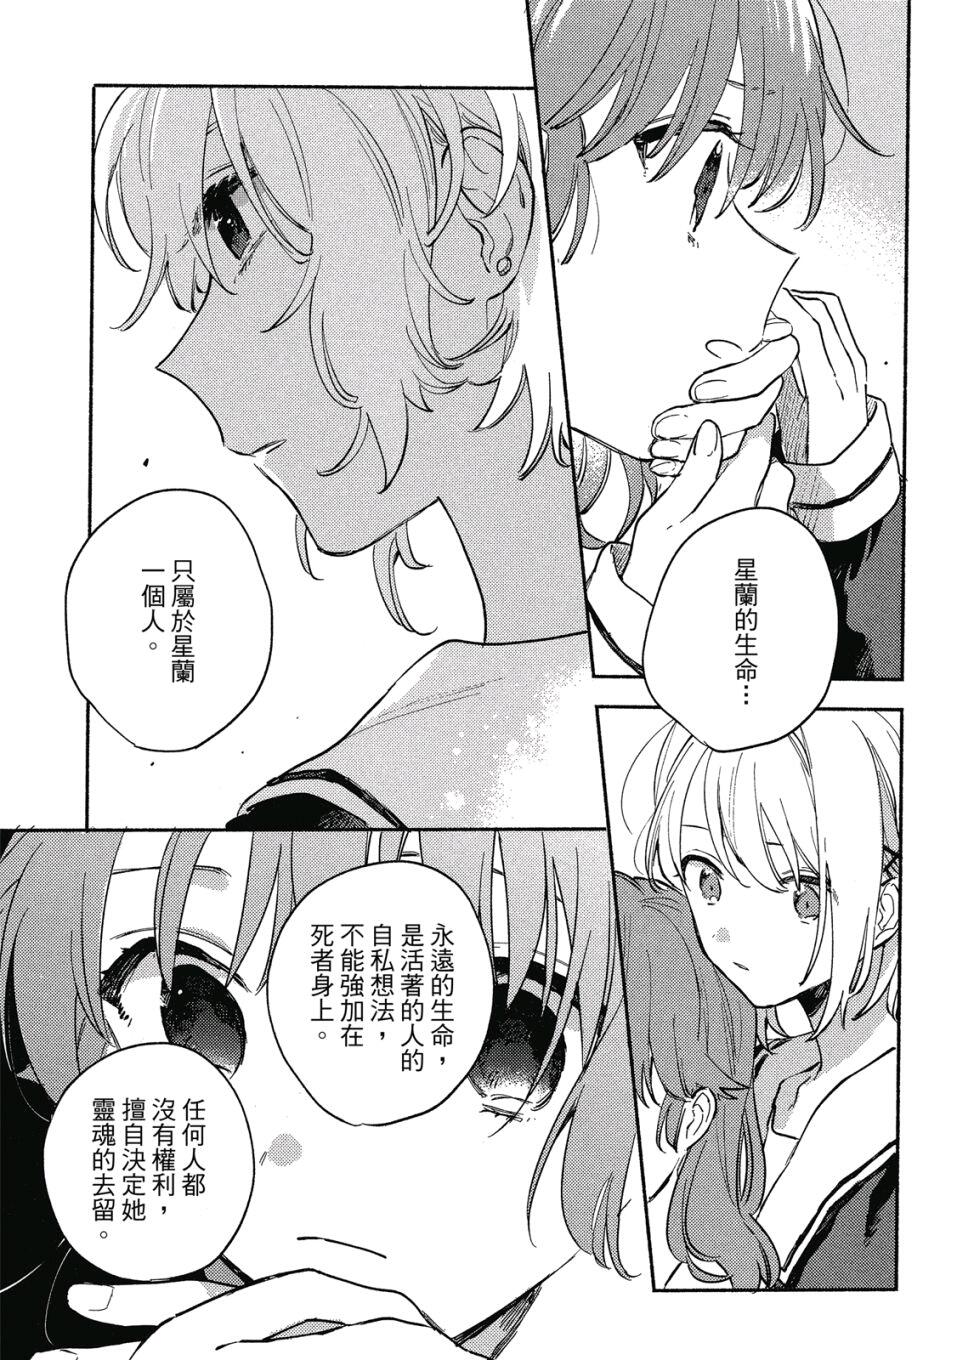 星蘭的生命…
只屬於星蘭
一個人。
永遠的生命，
是活著的人的
自私想法，
不能強加在
死者身上。
任何人都
沒有權利，
擅自決定她
靈魂的去留。